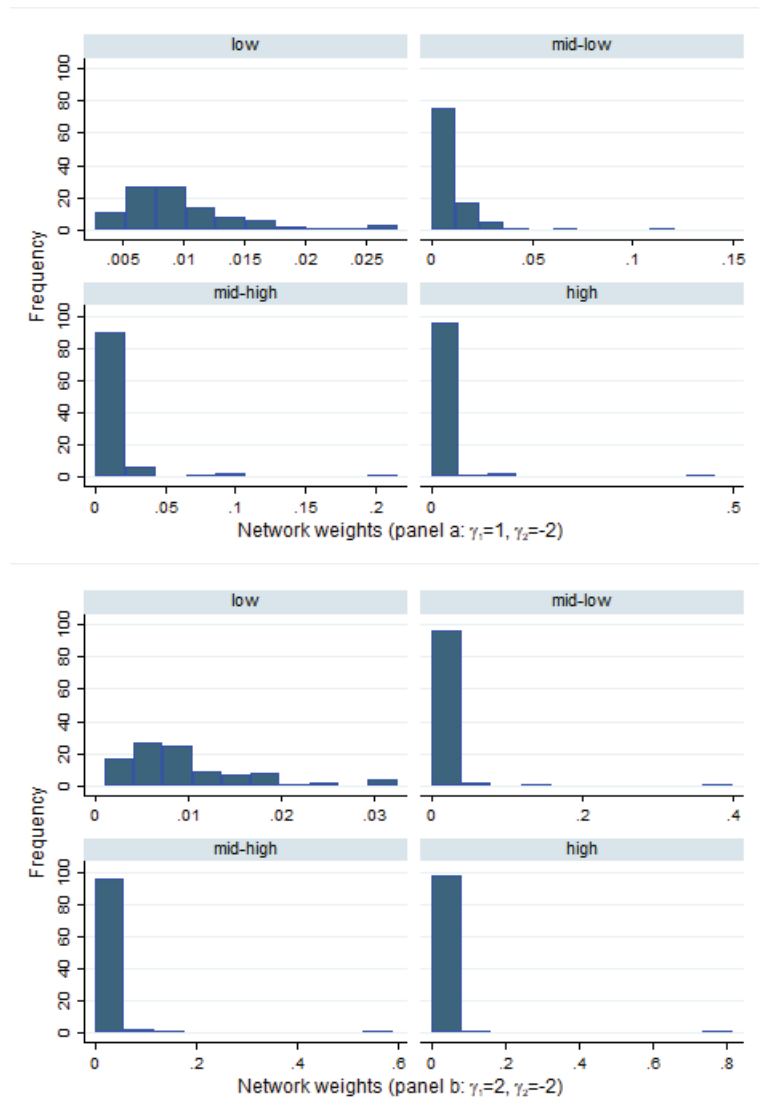 low mid-low
100
80
60
40
20
0
.005 .01 .015 .02 .025 0 .05 .1 .15
mid-high high
100
80
60
40
20
0
0 .05 .1 .15 .2 0 .5
Frequency
Network weights (panel a: γ₁=1, γ₂=-2)
low mid-low
100
80
60
40
20
0
0 .01 .02 .03 0 .2 .4
mid-high high
100
80
60
40
20
0
0 .2 .4 .6 0 .2 .4 .6 .8
Frequency
Network weights (panel b: γ₁=2, γ₂=-2)